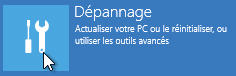 Dépannage
Actualiser votre PC ou le réinitialiser, ou
utiliser les outils avancés